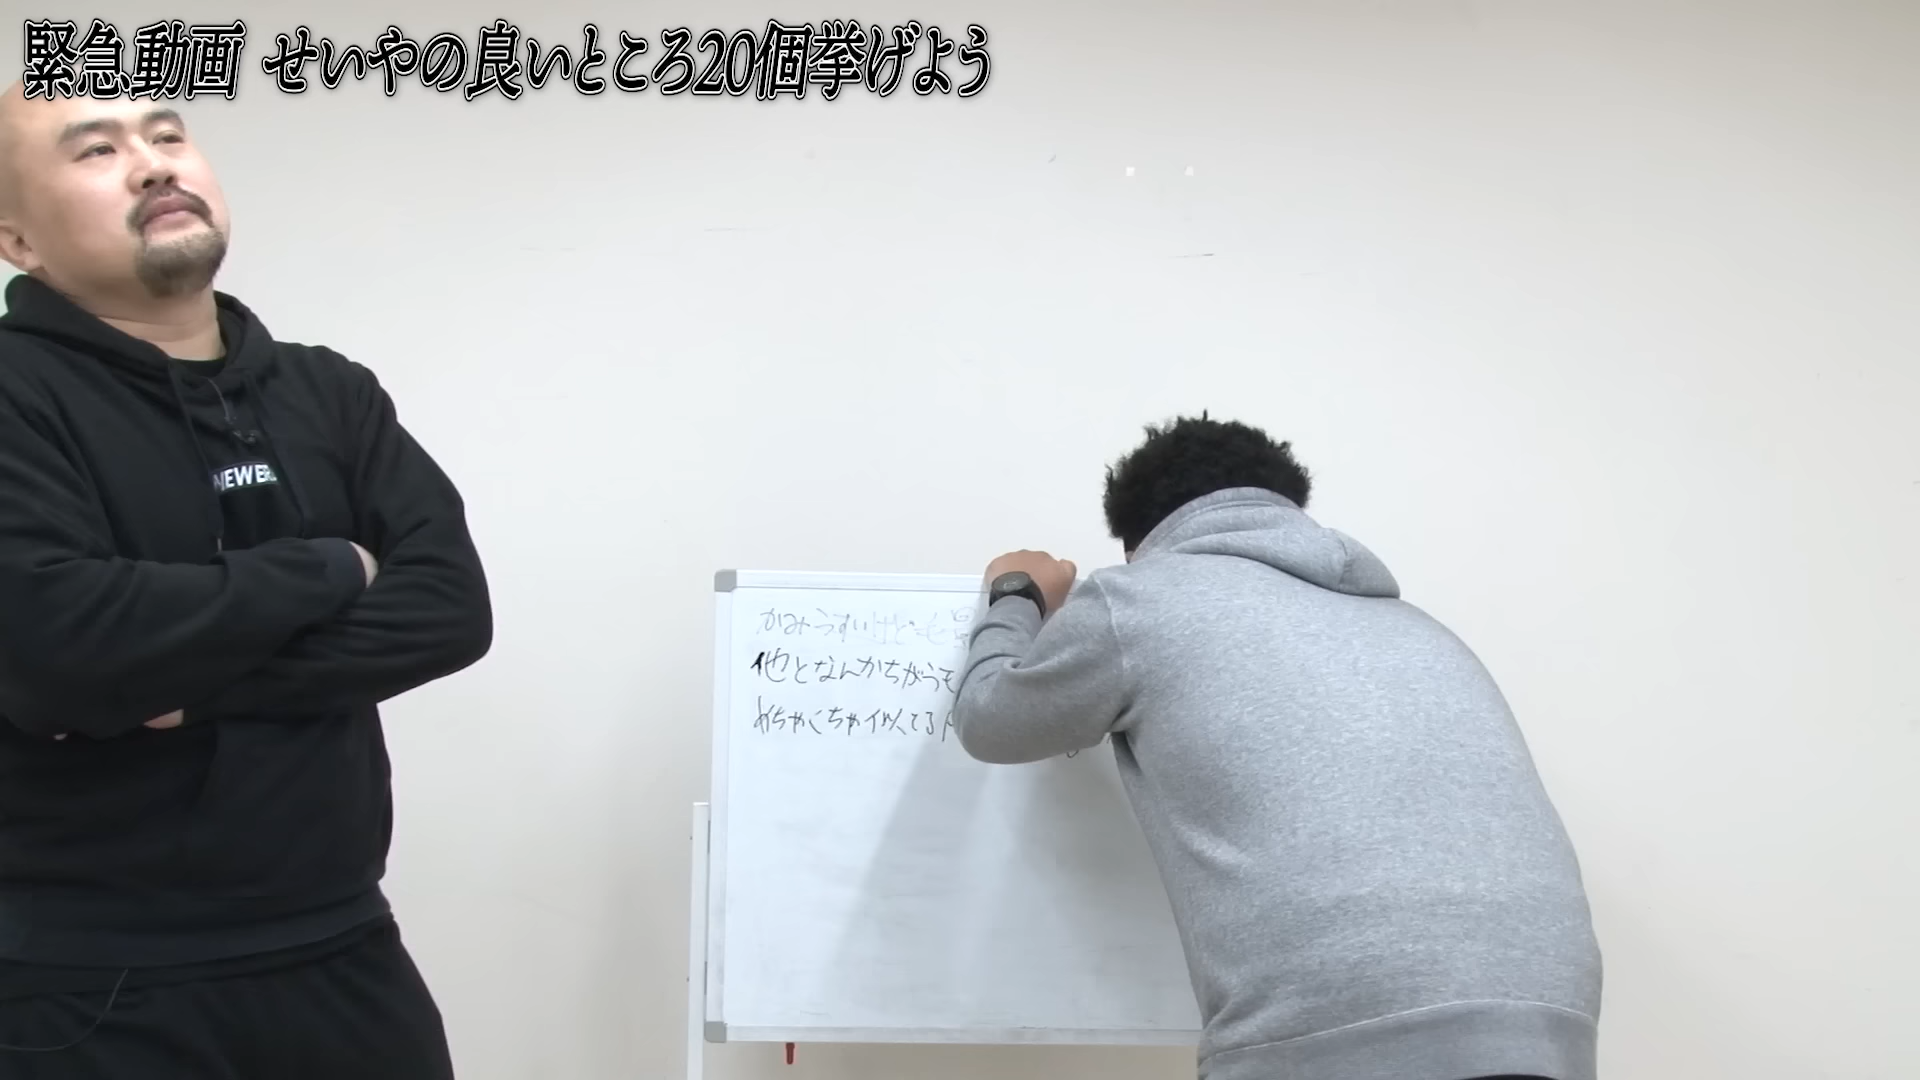 緊急動画 せいやの良いところ20個挙げよう
NEWER
かみうすいけども
他となんかちがうモ
めちゃくちゃ似てる